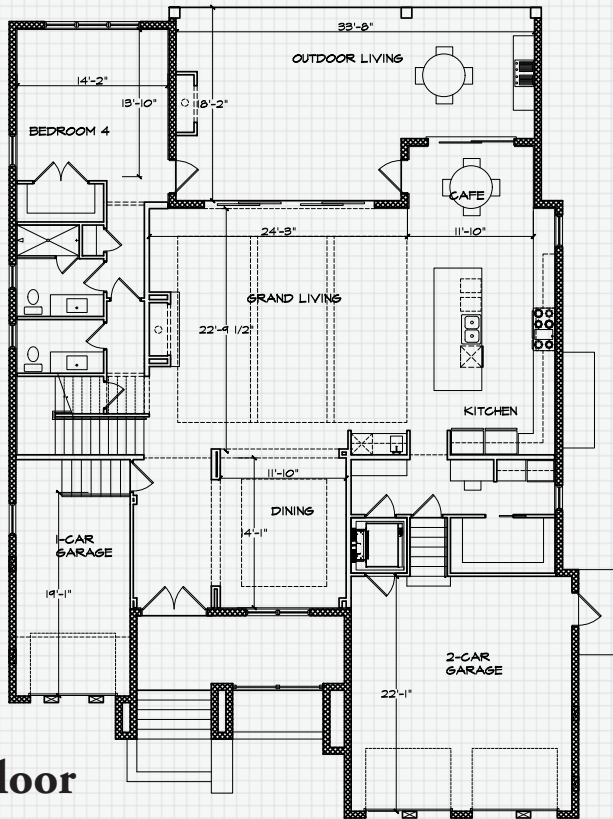 33'-8"
OUTDOOR LIVING
14'-2"
13'-10"
18'-2"
BEDROOM 4
CAFE
24'-3"
11'-10"
GRAND LIVING
22'-9 1/2"
KITCHEN
11'-10"
DINING
14'-1"
1-CAR
GARAGE
19'-1"
2-CAR
GARAGE
22'-1"
loor